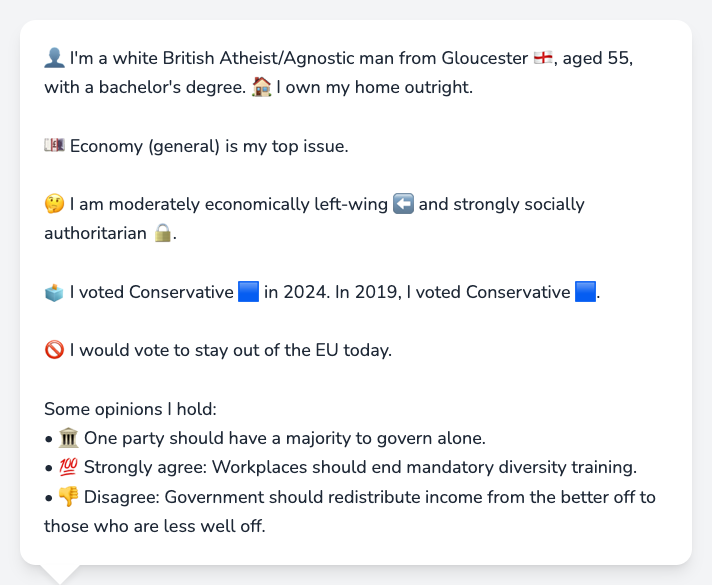 👤 I'm a white British Atheist/Agnostic man from Gloucester 🏴󠁧󠁢󠁥󠁮󠁧󠁿, aged 55,
with a bachelor's degree. 🏠 I own my home outright.
💷 Economy (general) is my top issue.
🤔 I am moderately economically left-wing ⬅️ and strongly socially
authoritarian 🔒.
🗳️ I voted Conservative 🟦 in 2024. In 2019, I voted Conservative 🟦.
🚫 I would vote to stay out of the EU today.
Some opinions I hold:
• 🏛️ One party should have a majority to govern alone.
• 💯 Strongly agree: Workplaces should end mandatory diversity training.
• 👎 Disagree: Government should redistribute income from the better off to
those who are less well off.